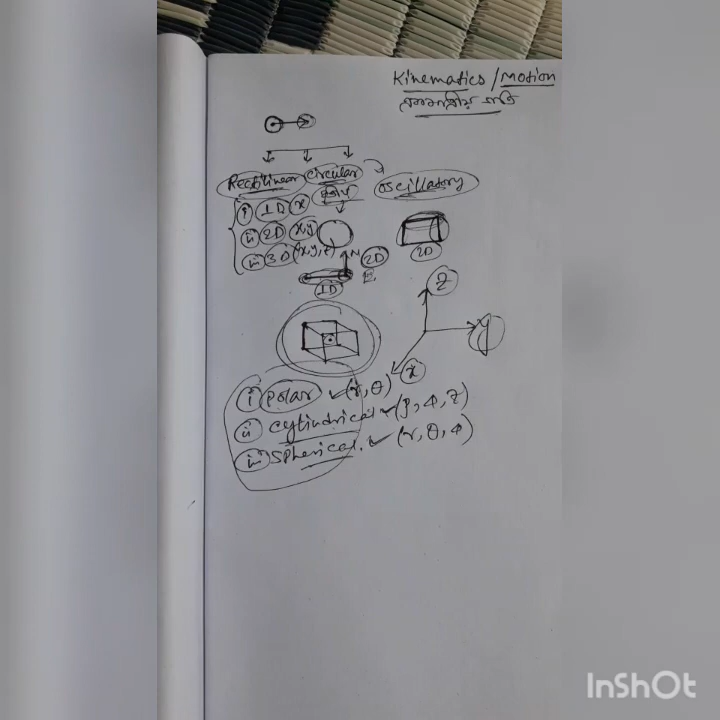 Kinematics/Motion
গতি
Rectilinear Circular Oscillatory
i 1D x
ii 2D x,y
iii 3D (x,y,z) N 2D 2D
E
1D
Z
y
x
i polar ✓ (r, θ)
ii cylindrical ✓ (ρ, φ, z)
iii Spherical. ✓ (r, θ, φ)
InShOt